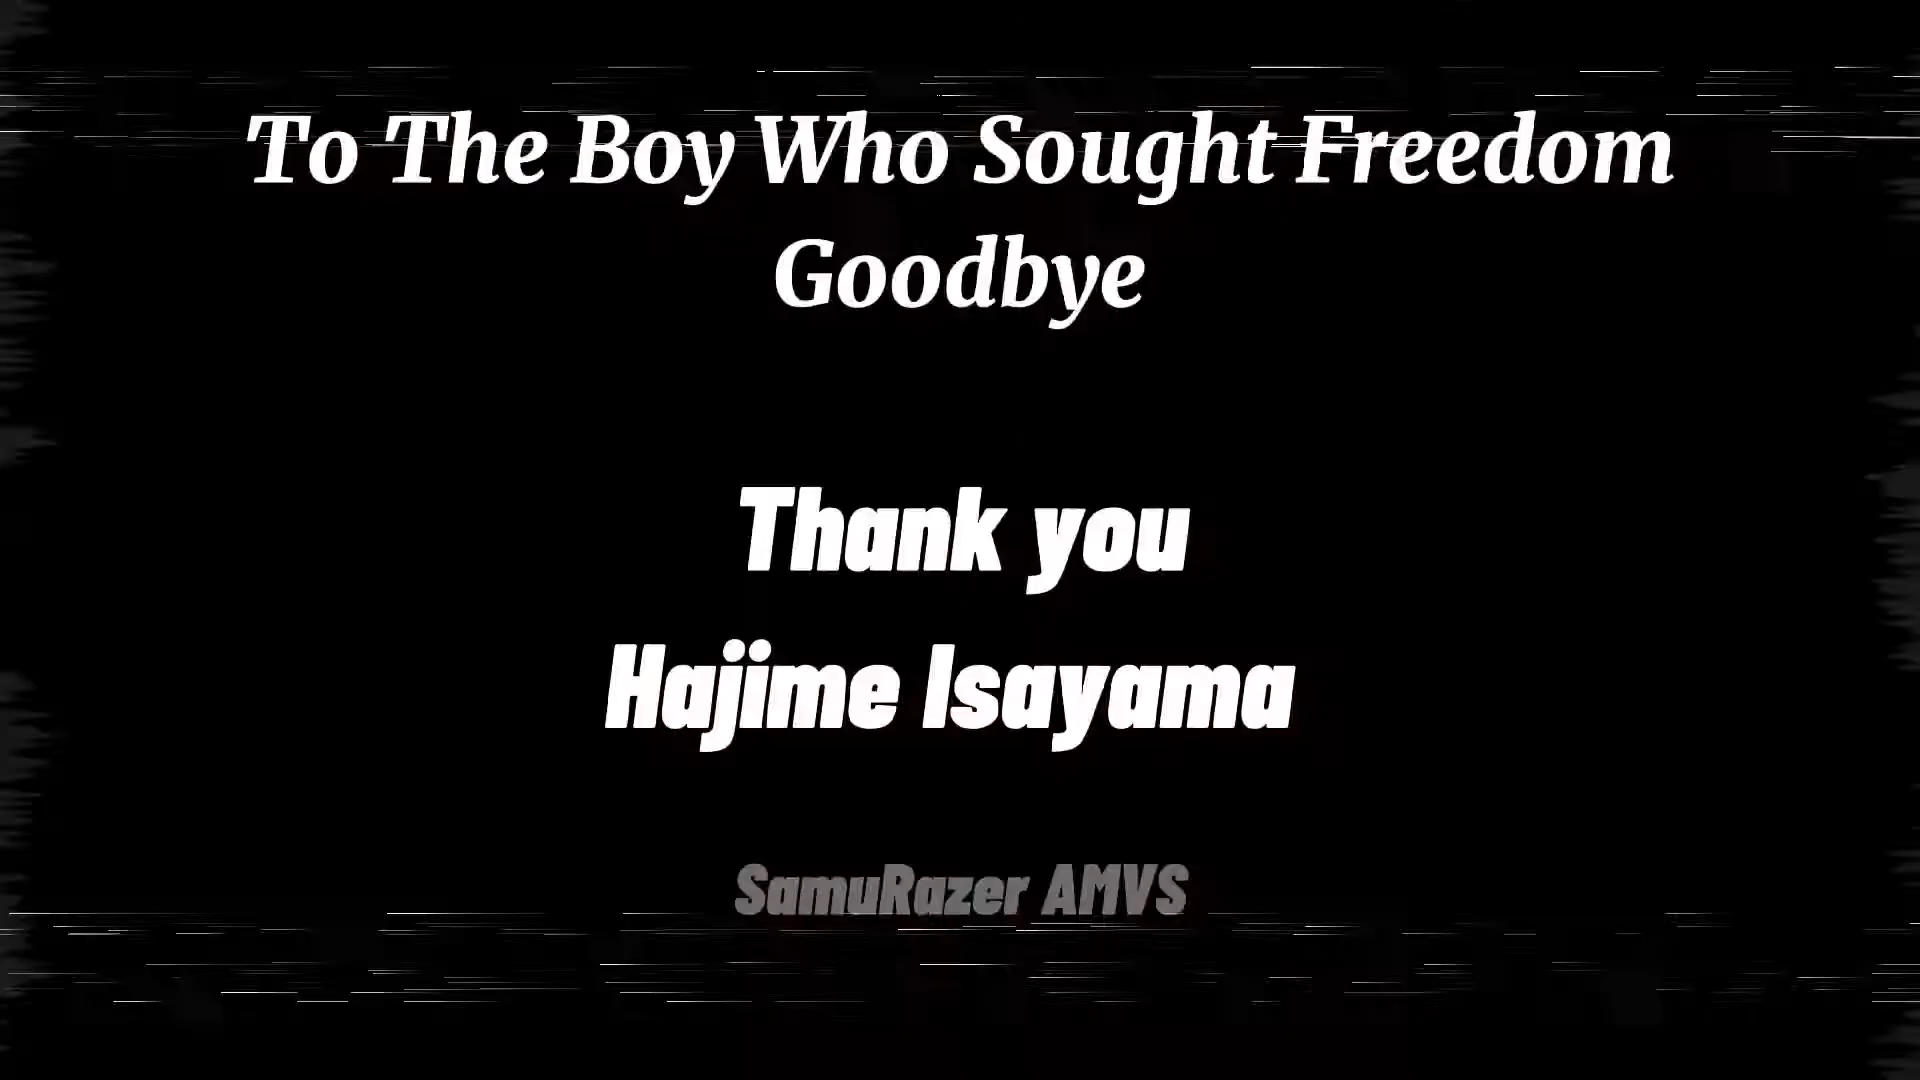 To The Boy Who Sought Freedom
Goodbye
Thank you
Hajime Isayama
SamuRazer AMVS